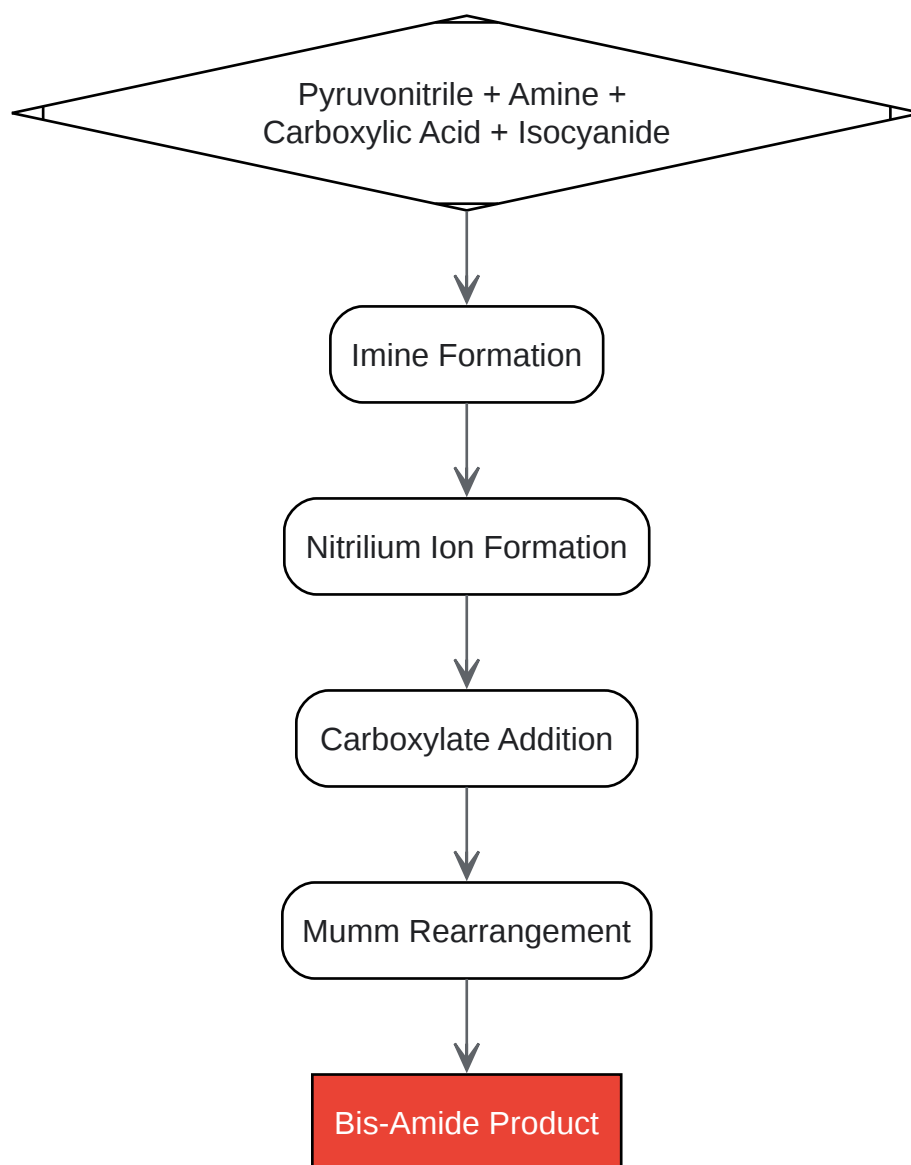 Pyruvonitrile + Amine +
Carboxylic Acid + Isocyanide
Imine Formation
Nitrilium Ion Formation
Carboxylate Addition
Mumm Rearrangement
Bis-Amide Product